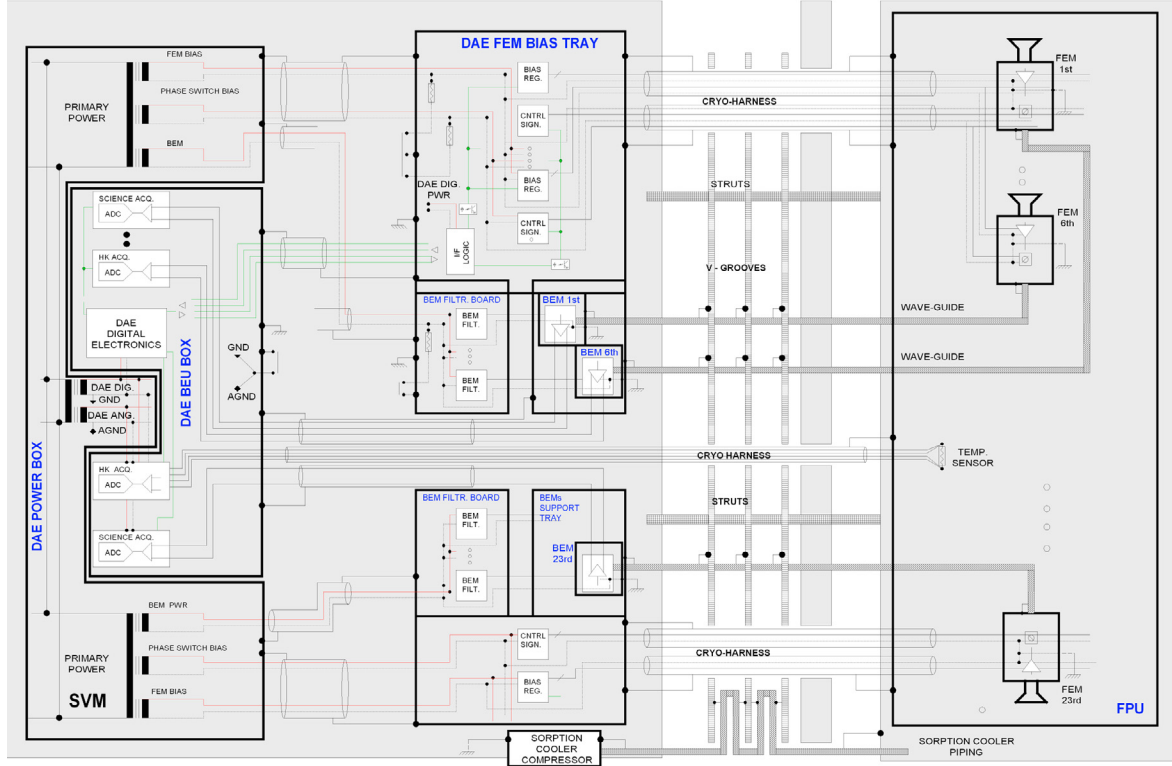 FEM BIAS
PHASE SWITCH BIAS
PRIMARY
POWER
BEM
DAE FEM BIAS TRAY
BIAS
REG.
CNTRL
SIGN.
BIAS
REG.
CNTRL
SIGN.
DAE DIG.
PWR
I/F
LOGIC
CRYO-HARNESS
STRUTS
V - GROOVES
FEM
1st
FEM
6th
WAVE-GUIDE
WAVE-GUIDE
SCIENCE ACQ.
ADC
HK ACQ.
ADC
DAE
DIGITAL
ELECTRONICS
DAE BEU BOX
GND
AGND
DAE DIG.
GND
DAE ANG.
AGND
DAE POWER BOX
HK ACQ.
ADC
SCIENCE ACQ.
ADC
BEM FILTR. BOARD
BEM
FILT.
BEM
FILT.
BEM 1st
BEM 6th
CRYO HARNESS
TEMP.
SENSOR
BEM FILTR. BOARD
BEM
FILT.
BEM
FILT.
BEMs
SUPPORT
TRAY
BEM
23rd
STRUTS
BEM PWR
PHASE SWITCH BIAS
PRIMARY
POWER
FEM BIAS
SVM
CNTRL
SIGN.
BIAS
REG.
CRYO-HARNESS
FEM
23rd
FPU
SORPTION
COOLER
COMPRESSOR
SORPTION COOLER
PIPING